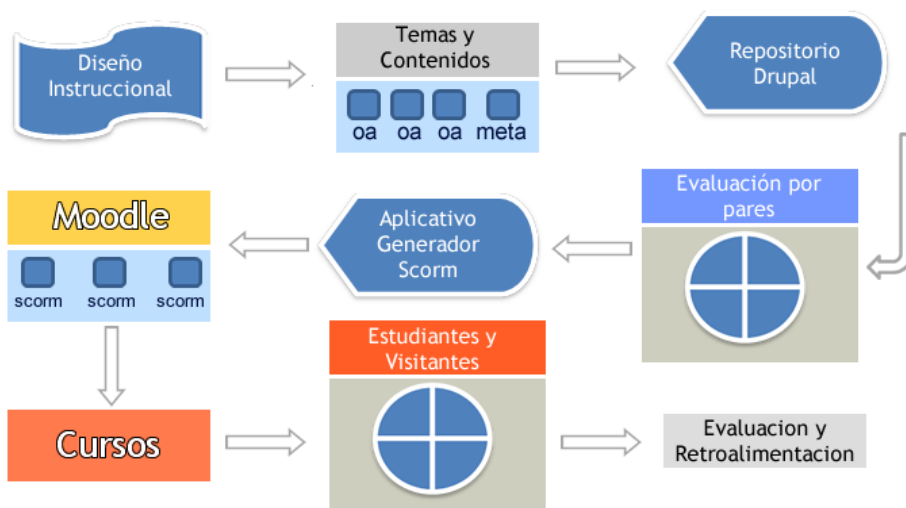 Diseño
Instruccional
Temas y
Contenidos
oa oa oa meta
Repositorio
Drupal
Evaluación por
pares
Aplicativo
Generador
Scorm
Moodle
scorm scorm scorm
Cursos
Estudiantes y
Visitantes
Evaluacion y
Retroalimentacion